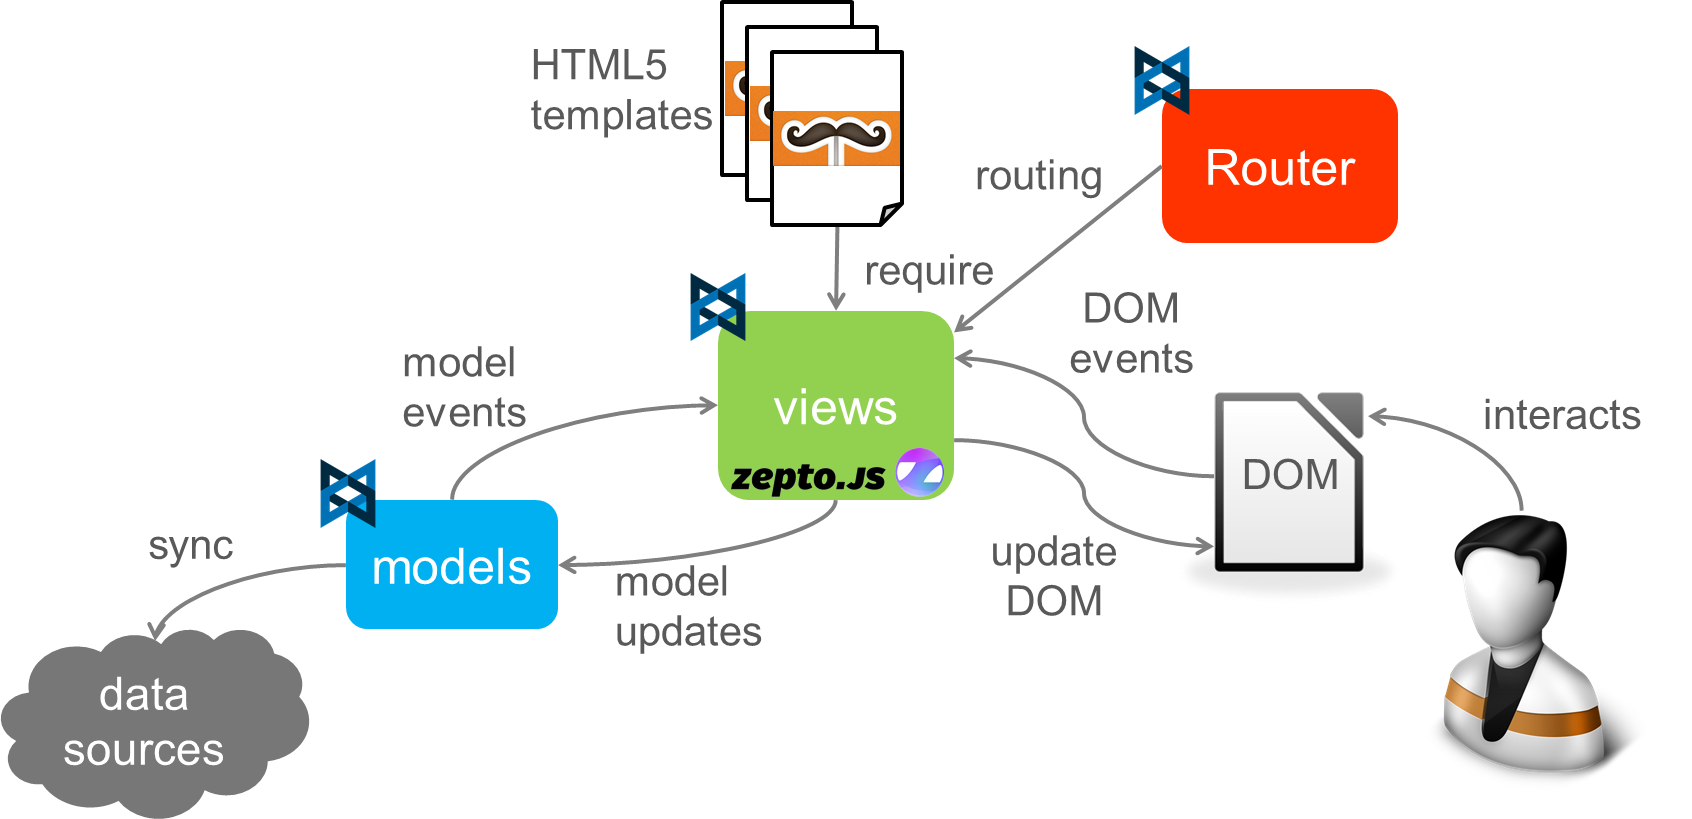 HTML5
templates
Router
routing
require
DOM
events
model
events
views
zepto.JS
interacts
DOM
sync
models
update
DOM
model
updates
data
sources